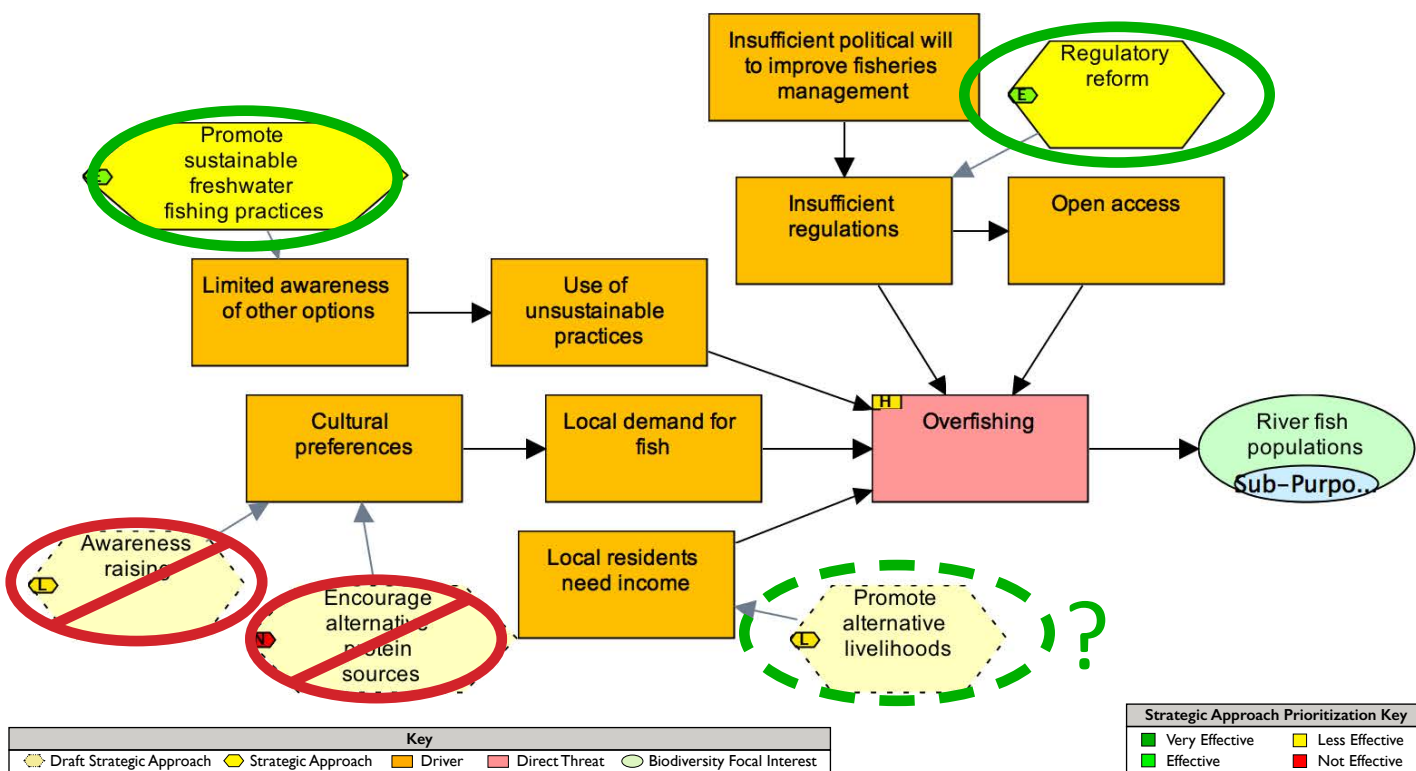 Insufficient political will
to improve fisheries
management
Regulatory
reform
E
Promote
sustainable
freshwater
fishing practices
E
Insufficient
regulations
Open access
Limited awareness
of other options
Use of
unsustainable
practices
Cultural
preferences
Local demand for
fish
H
Overfishing
River fish
populations
Sub-Purpo...
Awareness
raising
L
Encourage
alternative
protein
sources
N
Local residents
need income
Promote
alternative
livelihoods
L
?
Key
Draft Strategic Approach Strategic Approach Driver Direct Threat Biodiversity Focal Interest
Strategic Approach Prioritization Key
Very Effective Less Effective
Effective Not Effective